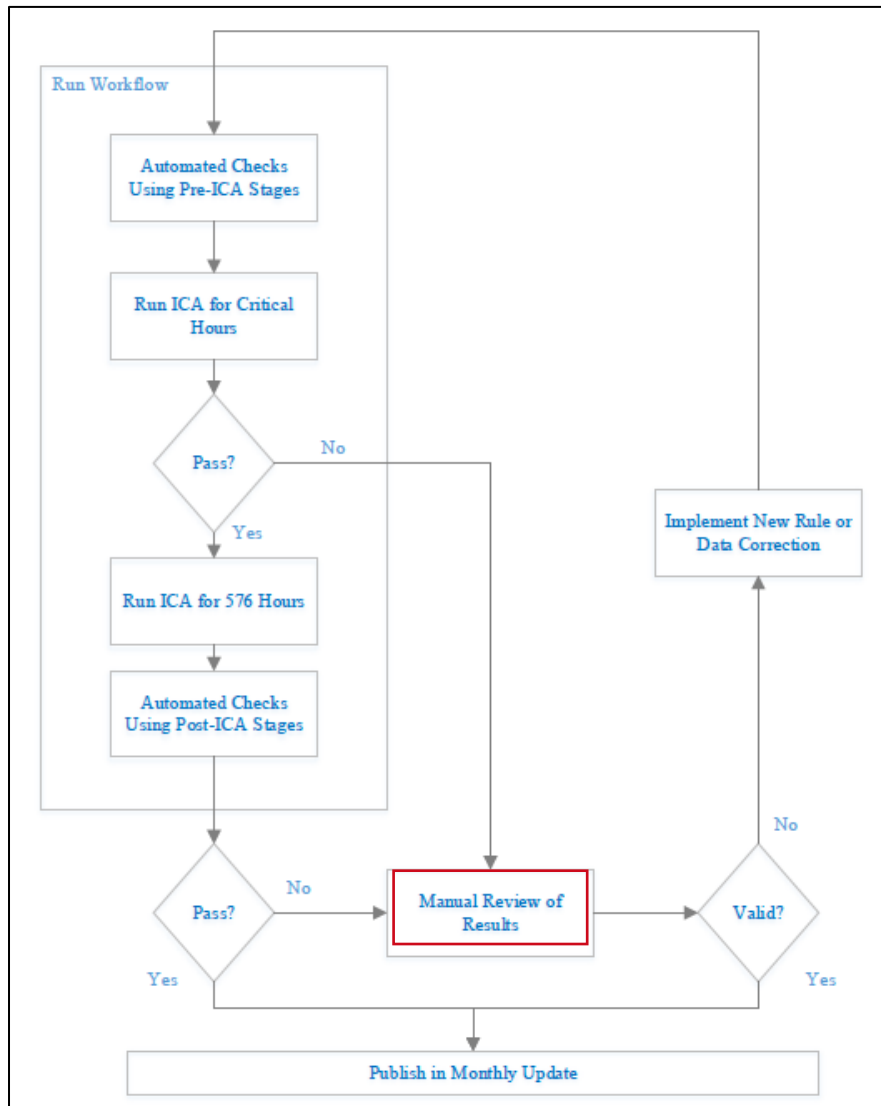 Run Workflow
Automated Checks
Using Pre-ICA Stages
Run ICA for Critical
Hours
Pass?
No
Yes
Run ICA for 576 Hours
Automated Checks
Using Post-ICA Stages
Implement New Rule or
Data Correction
Pass?
No
Yes
Manual Review of
Results
Valid?
No
Yes
Publish in Monthly Update